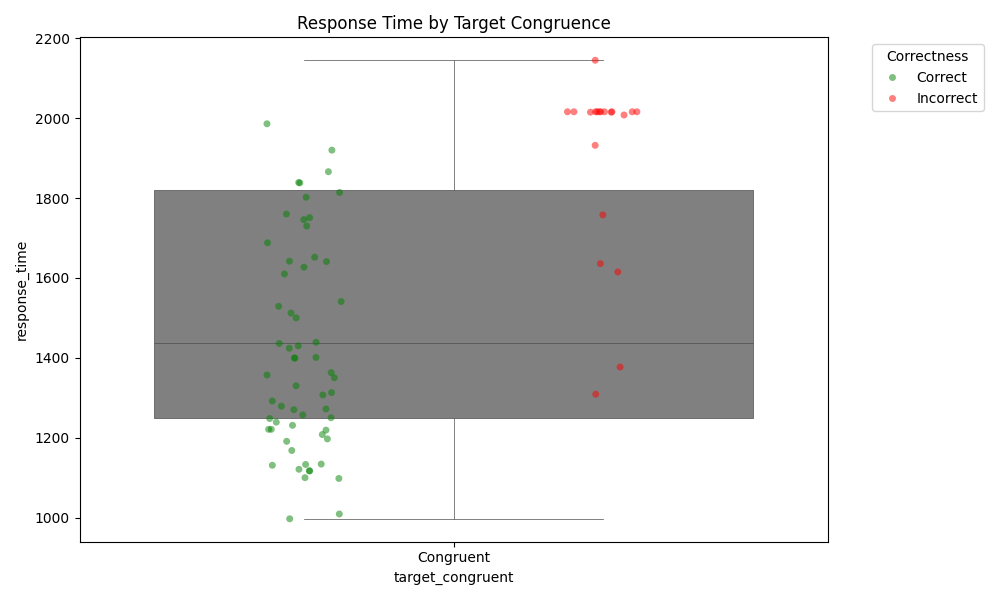 Response Time by Target Congruence
Correctness
Correct
Incorrect
response_time
2200
2000
1800
1600
1400
1200
1000
Congruent
target_congruent